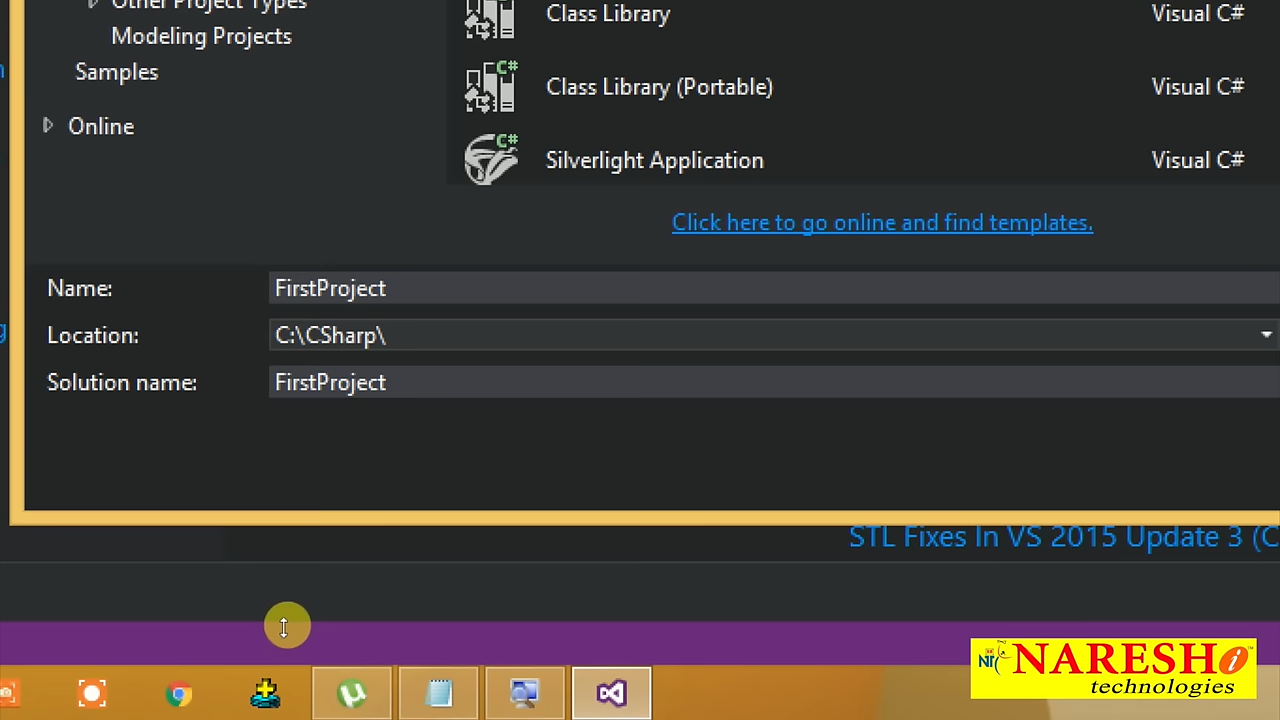 Other Project Types
Modeling Projects
Samples
Online
Class Library Visual C#
C# Class Library (Portable) Visual C#
C# Silverlight Application Visual C#
Click here to go online and find templates.
Name: FirstProject
Location: C:\CSharp\
Solution name: FirstProject
STL Fixes In VS 2015 Update 3 (C
NARESH i
technologies